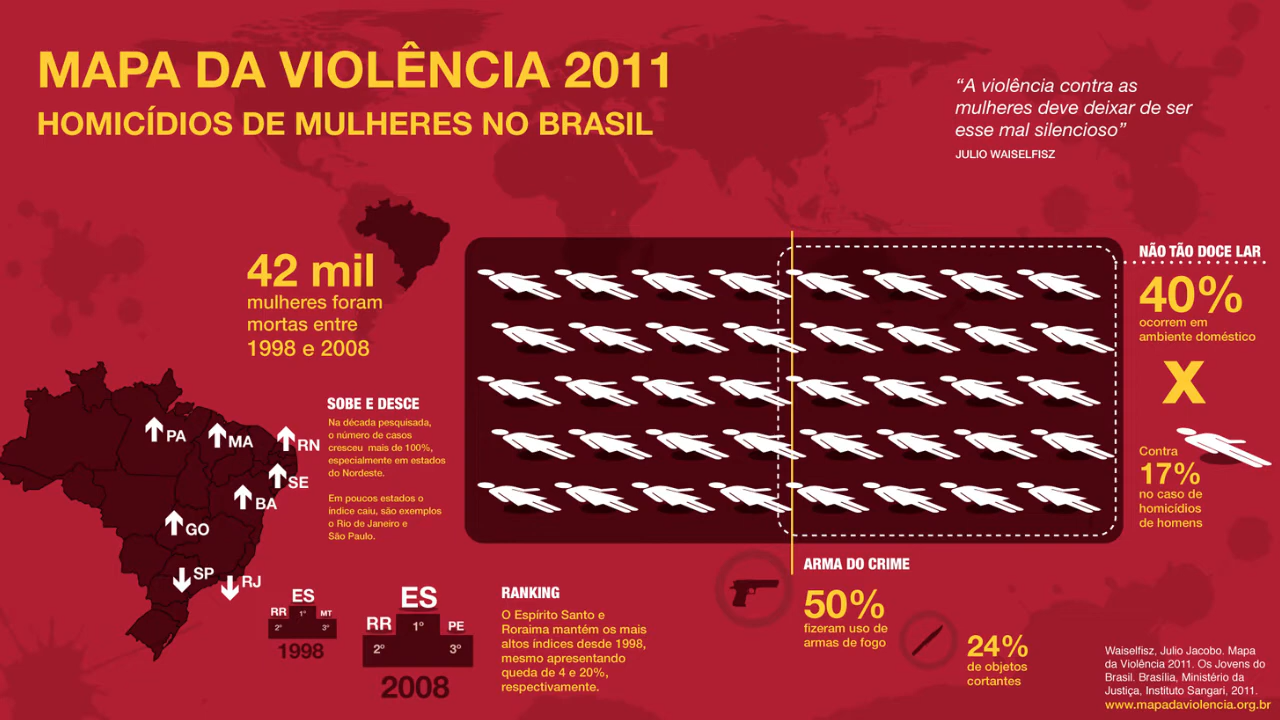 MAPA DA VIOLÊNCIA 2011
HOMICÍDIOS DE MULHERES NO BRASIL
“A violência contra as
mulheres deve deixar de ser
esse mal silencioso”
JULIO WAISELFISZ
42 mil
mulheres foram
mortas entre
1998 e 2008
NÃO TÃO DOCE LAR
40%
ocorrem em
ambiente doméstico
X
Contra
17%
no caso de
homicídios
de homens
SOBE E DESCE
Na década pesquisada,
o número de casos
cresceu mais de 100%,
especialmente em estados
do Nordeste.
Em poucos estados o
índice caiu, são exemplos
o Rio de Janeiro e
São Paulo.
PA
MA
RN
SE
BA
GO
SP
RJ
ES
RR 1º MT
2º 3º
1998
ES
RR 1º PE
2º 3º
2008
RANKING
O Espírito Santo e
Roraima mantém os mais
altos índices desde 1998,
mesmo apresentando
queda de 4 e 20%,
respectivamente.
ARMA DO CRIME
50%
fizeram uso de
armas de fogo
24%
de objetos
cortantes
Waiselfisz, Julio Jacobo. Mapa
da Violência 2011. Os Jovens do
Brasil. Brasília, Ministério da
Justiça, Instituto Sangari, 2011.
www.mapadaviolencia.org.br